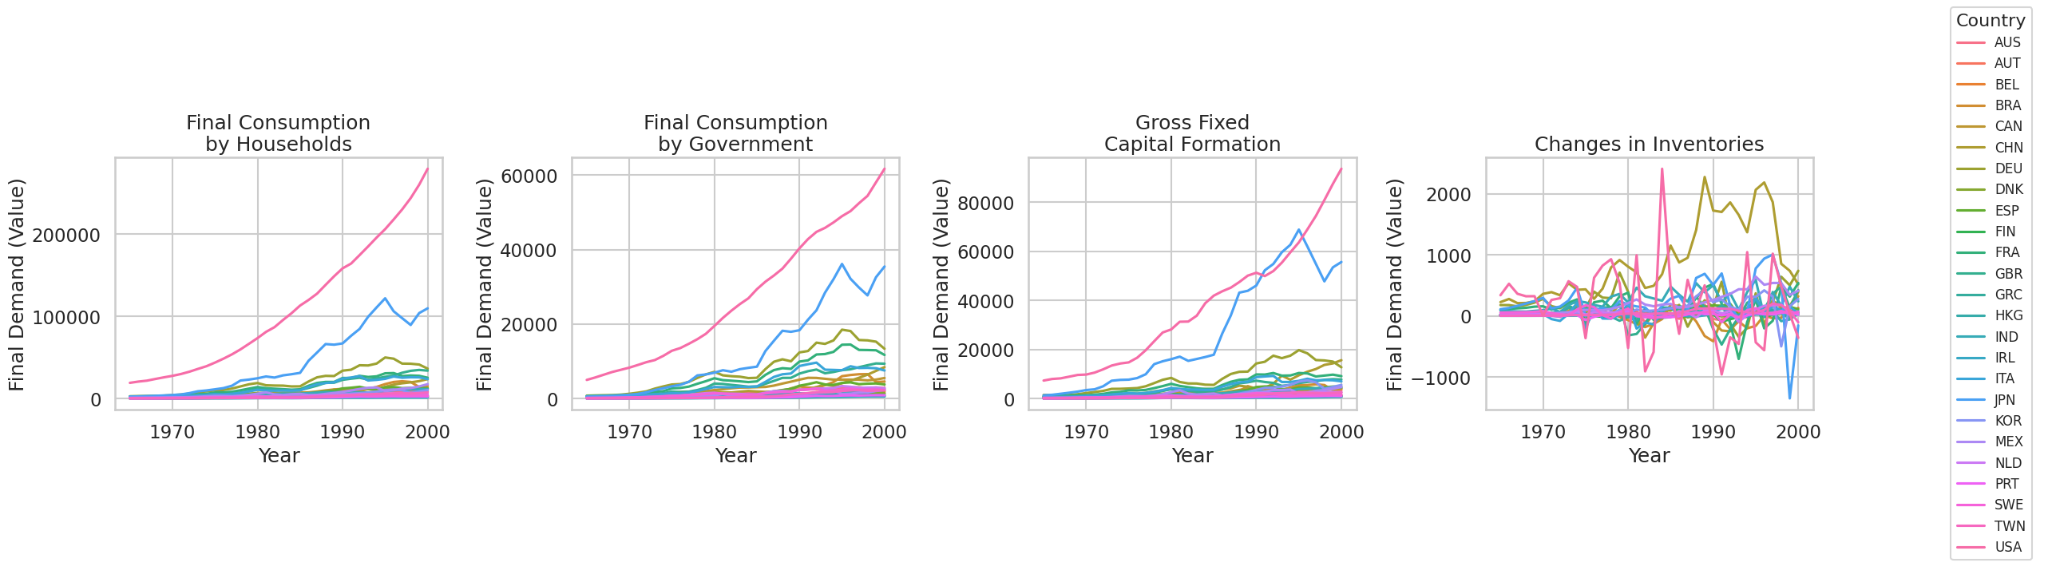 Final Consumption
by Households
Final Demand (Value)
200000
100000
0
1970
1980
1990
2000
Year
Final Consumption
by Government
Final Demand (Value)
60000
40000
20000
0
1970
1980
1990
2000
Year
Gross Fixed
Capital Formation
Final Demand (Value)
80000
60000
40000
20000
0
1970
1980
1990
2000
Year
Changes in Inventories
Final Demand (Value)
2000
1000
0
−1000
1970
1980
1990
2000
Year
Country
AUS
AUT
BEL
BRA
CAN
CHN
DEU
DNK
ESP
FIN
FRA
GBR
GRC
HKG
IND
IRL
ITA
JPN
KOR
MEX
NLD
PRT
SWE
TWN
USA